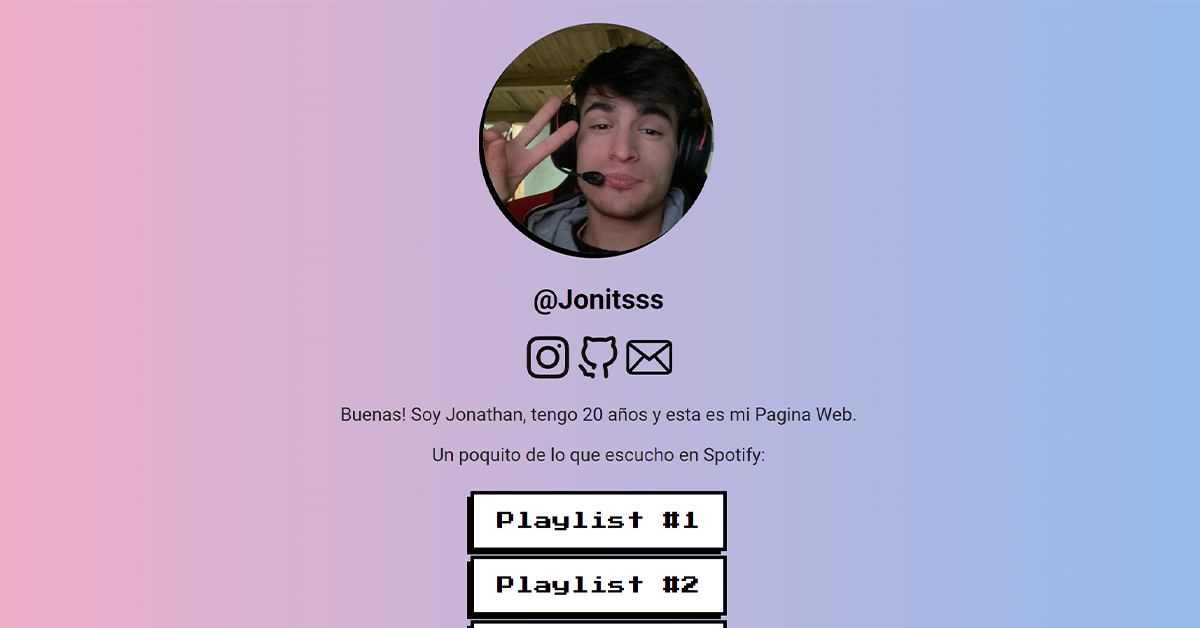 @Jonitsss
Buenas! Soy Jonathan, tengo 20 años y esta es mi Pagina Web.
Un poquito de lo que escucho en Spotify:
Playlist #1
Playlist #2